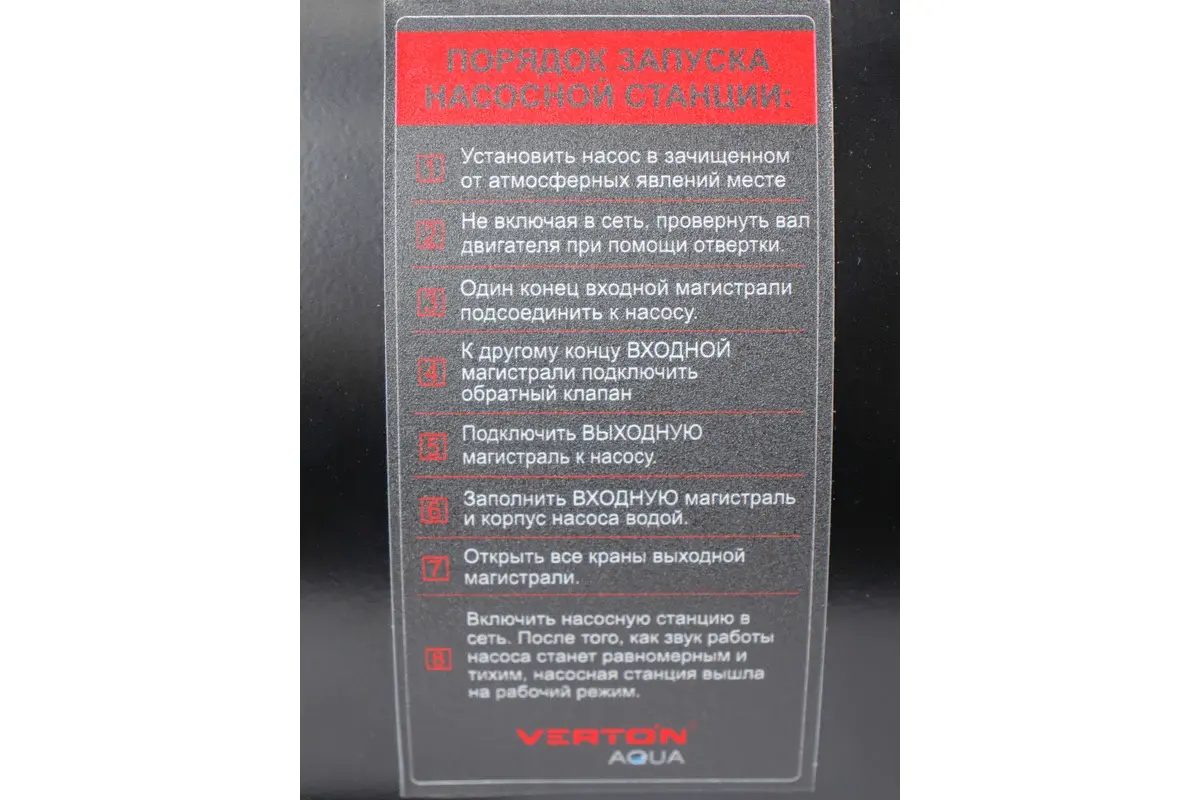 ПОРЯДОК ЗАПУСКА
НАСОСНОЙ СТАНЦИИ:
1 Установить насос в зачищенном
от атмосферных явлений месте
2 Не включая в сеть, провернуть вал
двигателя при помощи отвертки.
3 Один конец входной магистрали
подсоединить к насосу.
4 К другому концу ВХОДНОЙ
магистрали подключить
обратный клапан
5 Подключить ВЫХОДНУЮ
магистраль к насосу.
6 Заполнить ВХОДНУЮ магистраль
и корпус насоса водой.
7 Открыть все краны выходной
магистрали.
8 Включить насосную станцию в
сеть. После того, как звук работы
насоса станет равномерным и
тихим, насосная станция вышла
на рабочий режим.
VERTON
AQUA